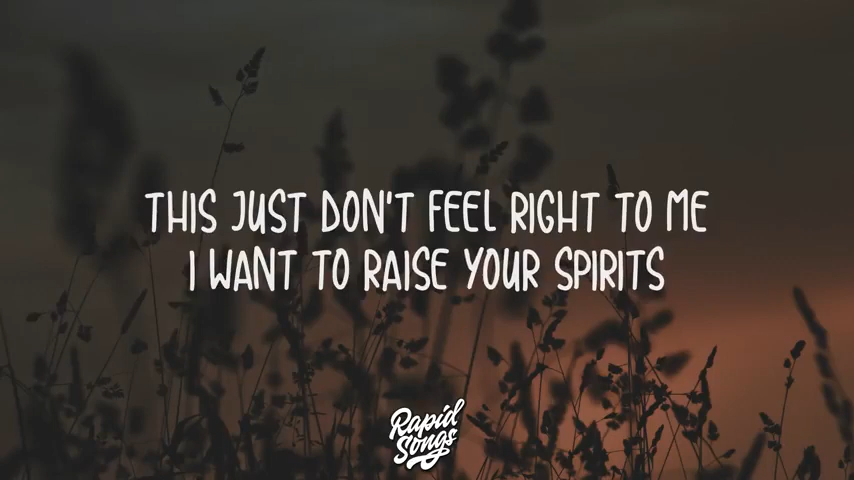 THIS JUST DON'T FEEL RIGHT TO ME
I WANT TO RAISE YOUR SPIRITS
Rapid
Songs